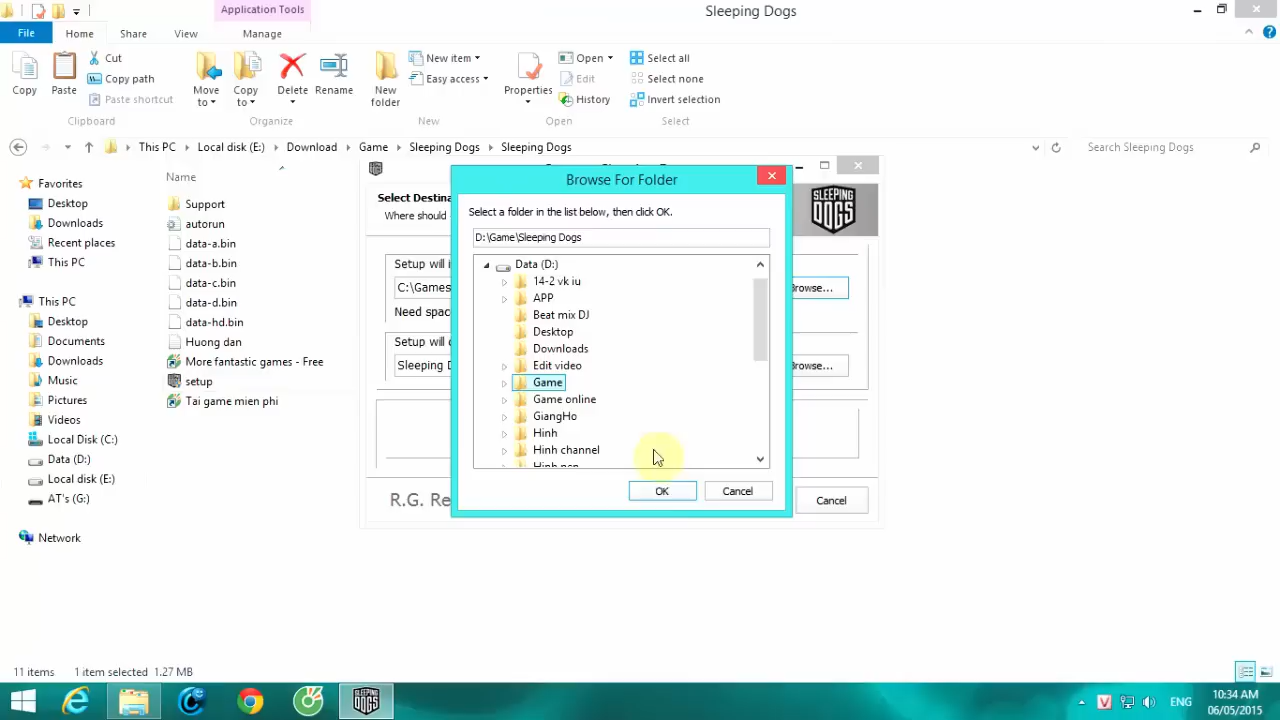 Application Tools
Sleeping Dogs
File
Home
Share
View
Manage
Copy
Paste
Cut
Copy path
Paste shortcut
Clipboard
Move to
Copy to
Delete
Rename
Organize
New folder
New item
Easy access
New
Properties
Open
Edit
History
Open
Select all
Select none
Invert selection
Select
This PC
Local disk (E:)
Download
Game
Sleeping Dogs
Sleeping Dogs
Search Sleeping Dogs
Favorites
Desktop
Downloads
Recent places
This PC
This PC
Desktop
Documents
Downloads
Music
Pictures
Videos
Local Disk (C:)
Data (D:)
Local disk (E:)
AT's (G:)
Network
Name
Support
autorun
data-a.bin
data-b.bin
data-c.bin
data-d.bin
data-hd.bin
Huong dan
More fantastic games - Free
setup
Tai game mien phi
Select Destina
Where should
SLEEPING
DOGS
Setup will i
C:\Games
Browse...
Need spac
Setup will c
Sleeping D
Browse...
R.G. Re
Cancel
Browse For Folder
Select a folder in the list below, then click OK.
D:\Game\Sleeping Dogs
Data (D:)
14-2 vk iu
APP
Beat mix DJ
Desktop
Downloads
Edit video
Game
Game online
GiangHo
Hinh
Hinh channel
OK
Cancel
11 items
1 item selected 1.27 MB
SLEEPING
DOGS
ENG
10:34 AM
06/05/2015